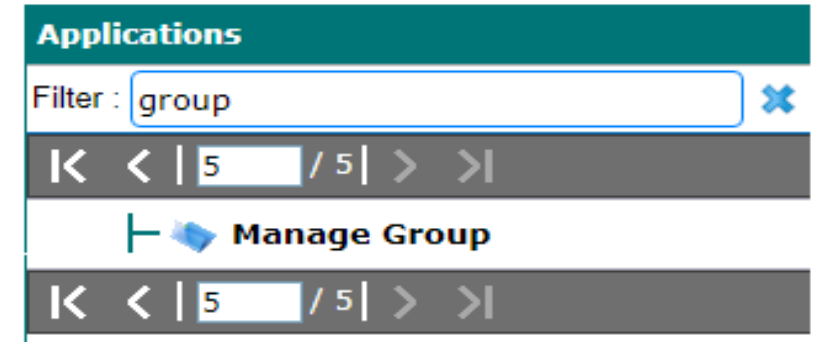 Applications
Filter : group
5 / 5
Manage Group
5 / 5